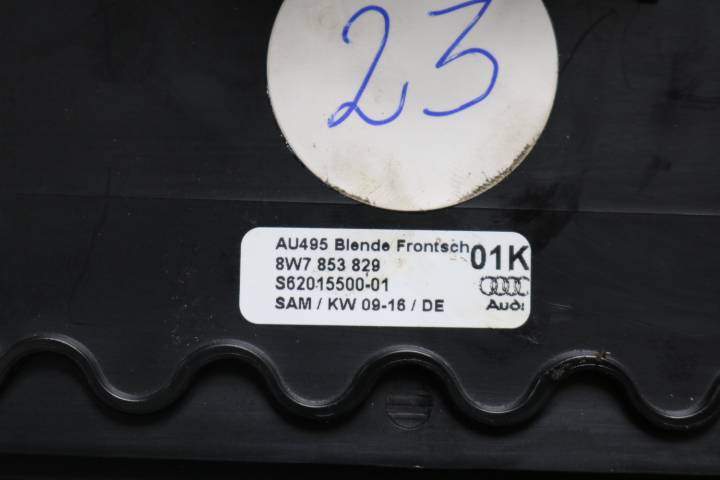 23
AU495 Blende Frontsch
01K
8W7 853 829
S62015500-01
SAM / KW 09-16 / DE
Audi